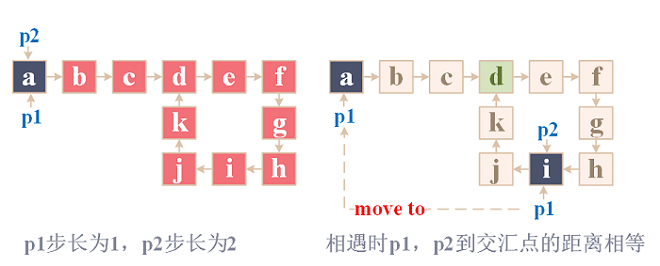 p2
a b c d e f
p1
k g
j i h
p1步长为1，p2步长为2
a b c d e f
p1
k p2 g
j i h
move to p1
相遇时p1，p2到交汇点的距离相等